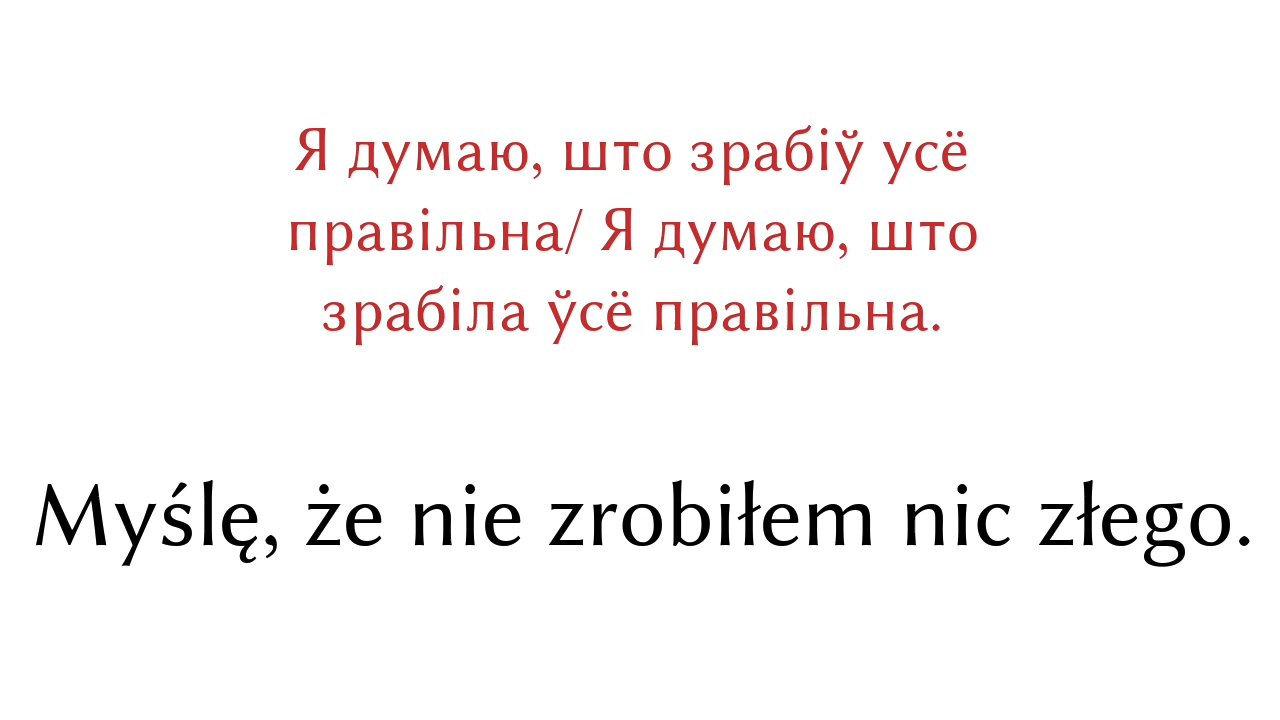 Я думаю, што зрабіў усё
правільна/ Я думаю, што
зрабіла ўсё правільна.
Myślę, że nie zrobiłem nic złego.